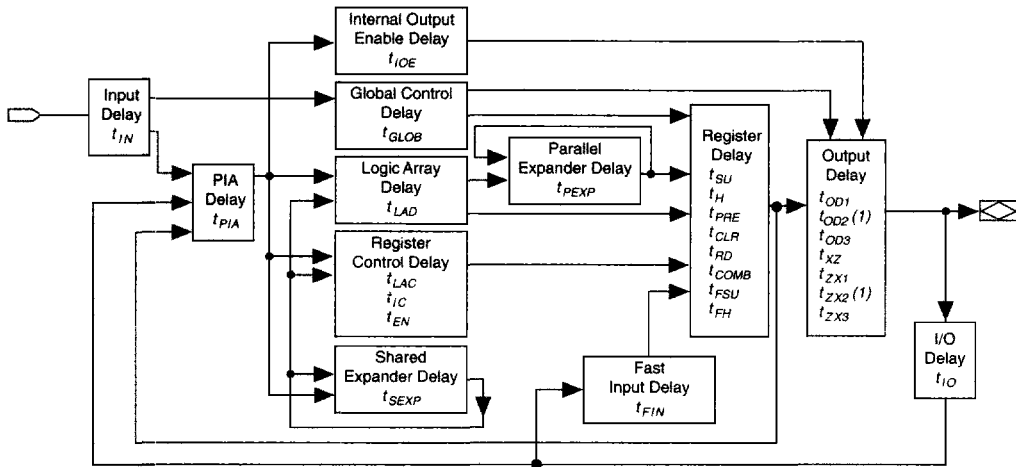 Internal Output
Enable Delay
tIOE
Input
Delay
tIN
Global Control
Delay
tGLOB
PIA
Delay
tPIA
Logic Array
Delay
tLAD
Parallel
Expander Delay
tPEXP
Register
Control Delay
tLAC
tIC
tEN
Shared
Expander Delay
tSEXP
Fast
Input Delay
tFIN
Register
Delay
tSU
tH
tPRE
tCLR
tRD
tCOMB
tFSU
tFH
Output
Delay
tOD1
tOD2 (1)
tOD3
tXZ
tZX1
tZX2 (1)
tZX3
I/O
Delay
tIO